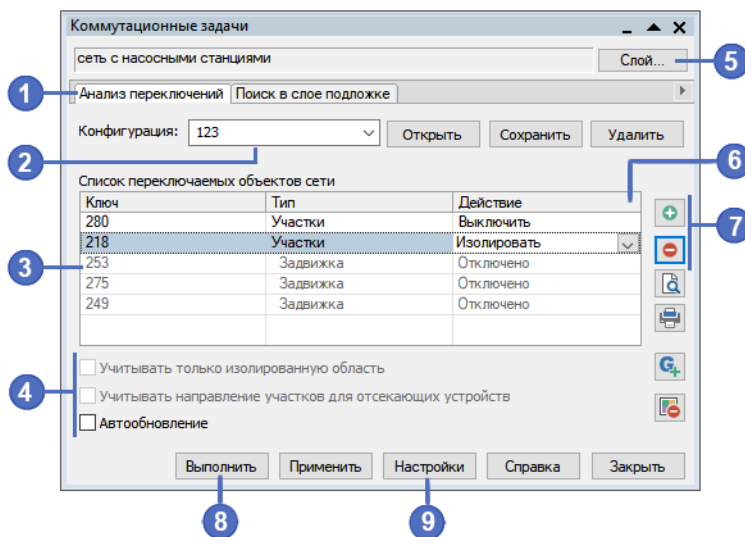 Коммутационные задачи
сеть с насосными станциями
Слой...
5
1
Анализ переключений Поиск в слое подложке
Конфигурация: 123 Открыть Сохранить Удалить
2
6
Список переключаемых объектов сети
Ключ Тип Действие
280 Участки Выключить
7
218 Участки Изолировать
3
253 Задвижка Отключено
275 Задвижка Отключено
249 Задвижка Отключено
Учитывать только изолированную область
G
4
Учитывать направление участков для отсекающих устройств
Автообновление
Выполнить Применить Настройки Справка Закрыть
8 9